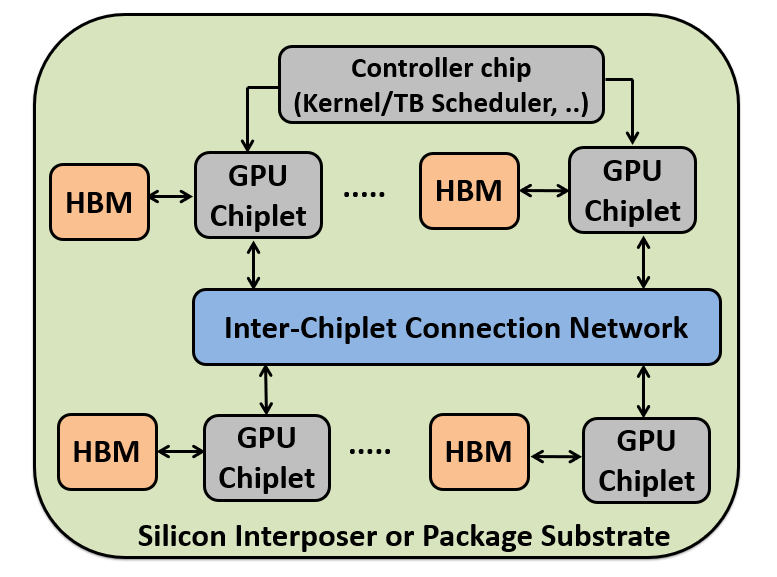 Controller chip
(Kernel/TB Scheduler, ..)
HBM
GPU
Chiplet
.....
HBM
GPU
Chiplet
Inter-Chiplet Connection Network
HBM
GPU
Chiplet
.....
HBM
GPU
Chiplet
Silicon Interposer or Package Substrate